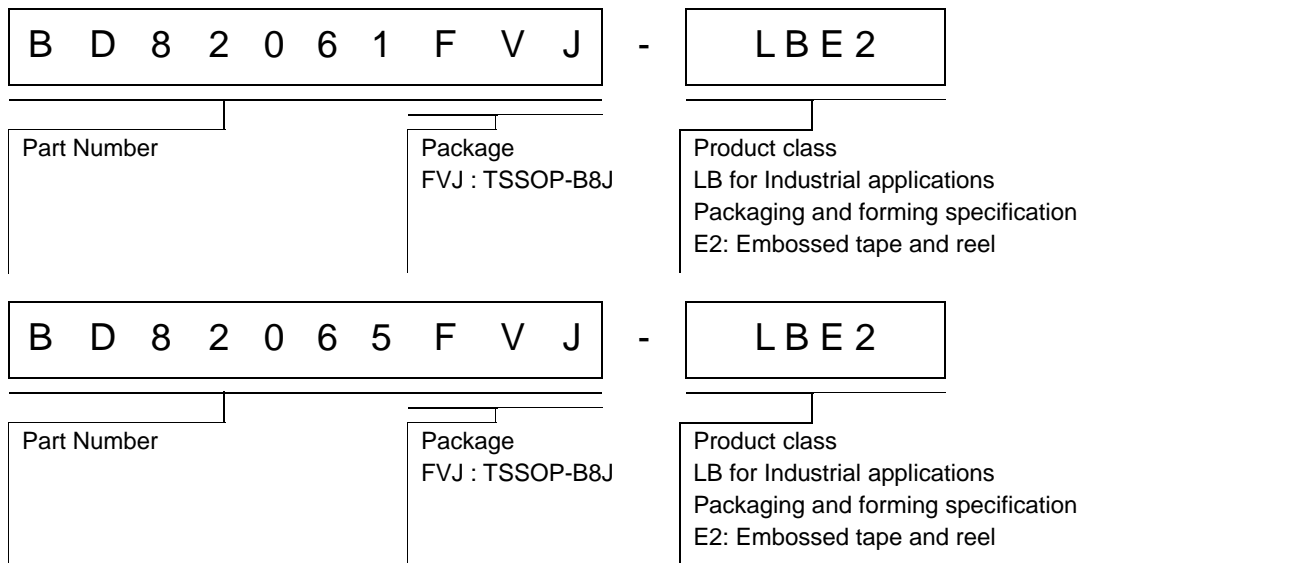 B D 8 2 0 6 1 F V J - L B E 2
Part Number Package Product class
FVJ : TSSOP-B8J LB for Industrial applications
Packaging and forming specification
E2: Embossed tape and reel
B D 8 2 0 6 5 F V J - L B E 2
Part Number Package Product class
FVJ : TSSOP-B8J LB for Industrial applications
Packaging and forming specification
E2: Embossed tape and reel